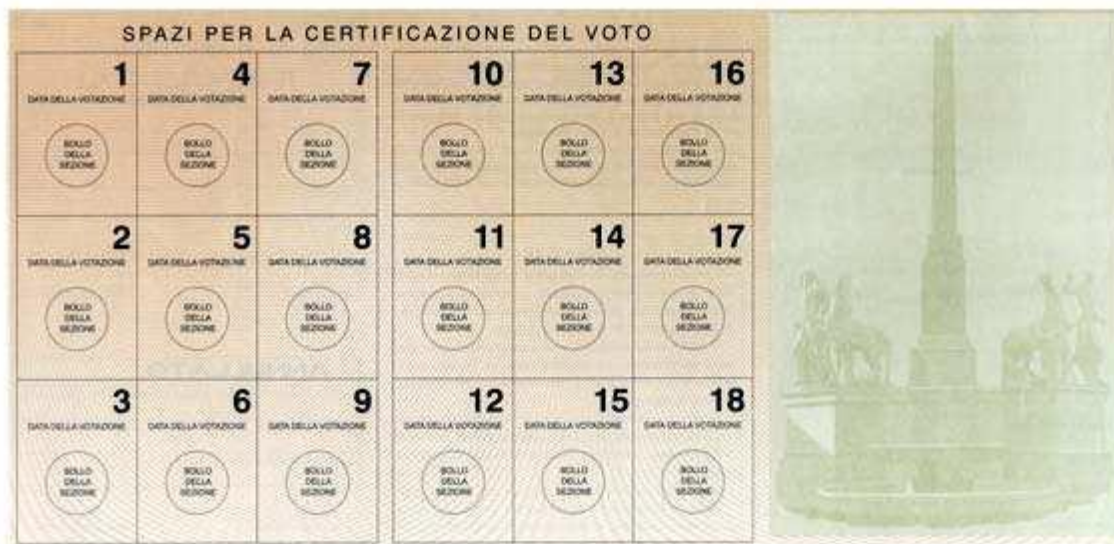 SPAZI PER LA CERTIFICAZIONE DEL VOTO
1
DATA DELLA VOTAZIONE
BOLLO
DELLA
SEZIONE
2
DATA DELLA VOTAZIONE
BOLLO
DELLA
SEZIONE
3
DATA DELLA VOTAZIONE
BOLLO
DELLA
SEZIONE
4
DATA DELLA VOTAZIONE
BOLLO
DELLA
SEZIONE
5
DATA DELLA VOTAZIONE
BOLLO
DELLA
SEZIONE
6
DATA DELLA VOTAZIONE
BOLLO
DELLA
SEZIONE
7
DATA DELLA VOTAZIONE
BOLLO
DELLA
SEZIONE
8
DATA DELLA VOTAZIONE
BOLLO
DELLA
SEZIONE
9
DATA DELLA VOTAZIONE
BOLLO
DELLA
SEZIONE
10
DATA DELLA VOTAZIONE
BOLLO
DELLA
SEZIONE
11
DATA DELLA VOTAZIONE
BOLLO
DELLA
SEZIONE
12
DATA DELLA VOTAZIONE
BOLLO
DELLA
SEZIONE
13
DATA DELLA VOTAZIONE
BOLLO
DELLA
SEZIONE
14
DATA DELLA VOTAZIONE
BOLLO
DELLA
SEZIONE
15
DATA DELLA VOTAZIONE
BOLLO
DELLA
SEZIONE
16
DATA DELLA VOTAZIONE
BOLLO
DELLA
SEZIONE
17
DATA DELLA VOTAZIONE
BOLLO
DELLA
SEZIONE
18
DATA DELLA VOTAZIONE
BOLLO
DELLA
SEZIONE